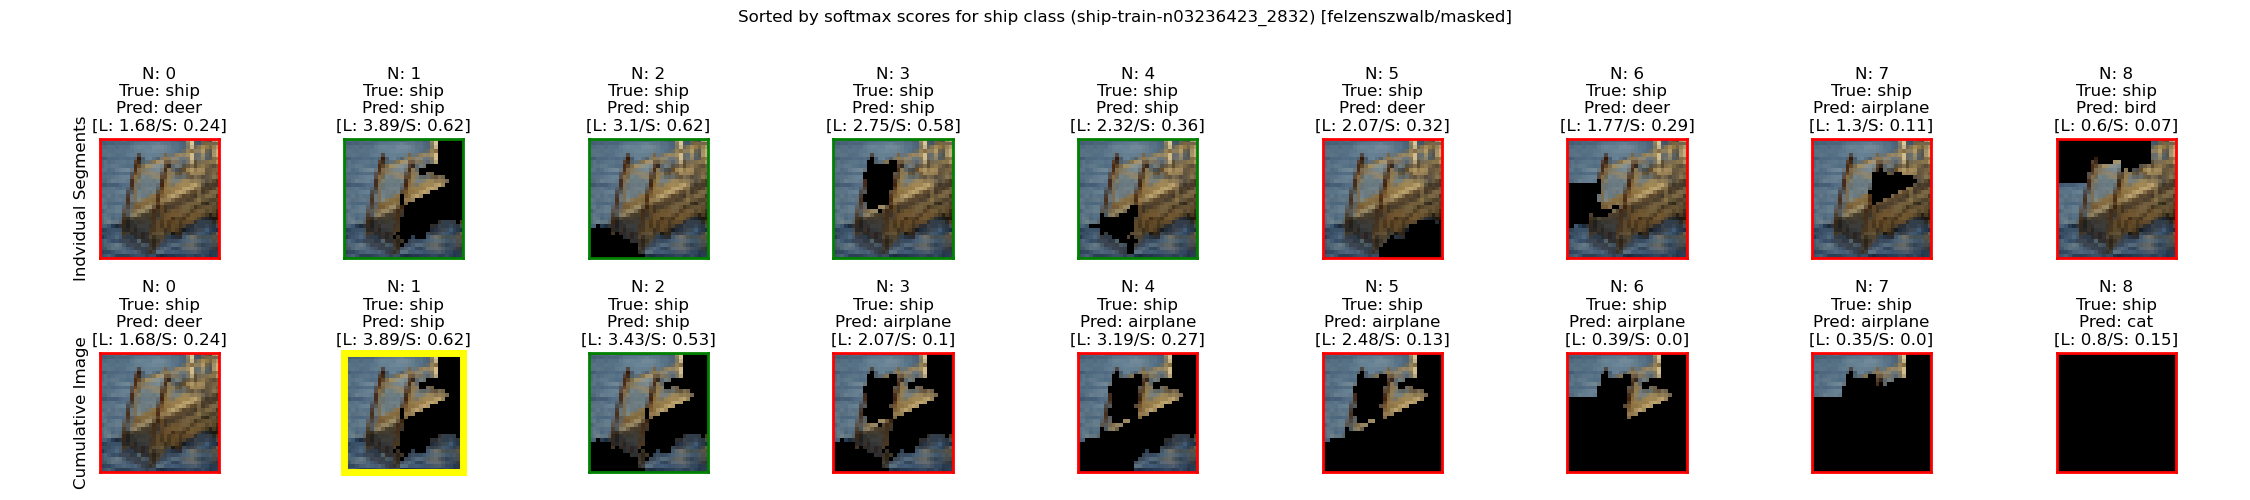 Sorted by softmax scores for ship class (ship-train-n03236423_2832) [felzenszwalb/masked]
Indvidual Segments
N: 0
True: ship
Pred: deer
[L: 1.68/S: 0.24]
N: 1
True: ship
Pred: ship
[L: 3.89/S: 0.62]
N: 2
True: ship
Pred: ship
[L: 3.1/S: 0.62]
N: 3
True: ship
Pred: ship
[L: 2.75/S: 0.58]
N: 4
True: ship
Pred: ship
[L: 2.32/S: 0.36]
N: 5
True: ship
Pred: deer
[L: 2.07/S: 0.32]
N: 6
True: ship
Pred: deer
[L: 1.77/S: 0.29]
N: 7
True: ship
Pred: airplane
[L: 1.3/S: 0.11]
N: 8
True: ship
Pred: bird
[L: 0.6/S: 0.07]
Cumulative Image
N: 0
True: ship
Pred: deer
[L: 1.68/S: 0.24]
N: 1
True: ship
Pred: ship
[L: 3.89/S: 0.62]
N: 2
True: ship
Pred: ship
[L: 3.43/S: 0.53]
N: 3
True: ship
Pred: airplane
[L: 2.07/S: 0.1]
N: 4
True: ship
Pred: airplane
[L: 3.19/S: 0.27]
N: 5
True: ship
Pred: airplane
[L: 2.48/S: 0.13]
N: 6
True: ship
Pred: airplane
[L: 0.39/S: 0.0]
N: 7
True: ship
Pred: airplane
[L: 0.35/S: 0.0]
N: 8
True: ship
Pred: cat
[L: 0.8/S: 0.15]